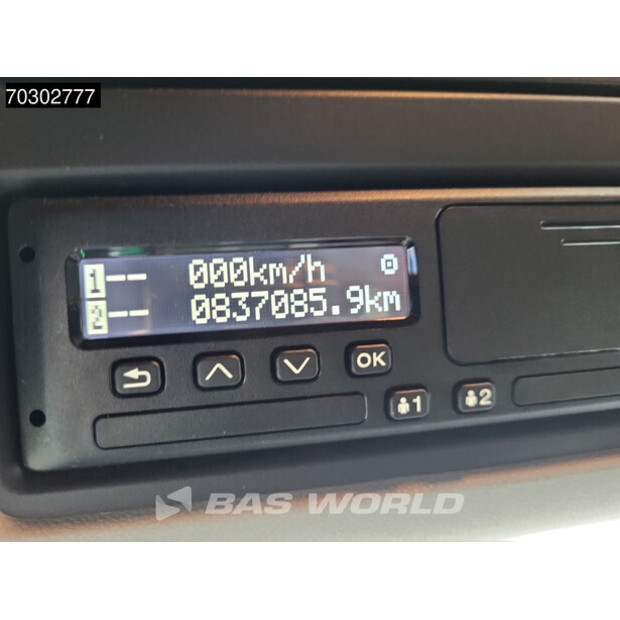 70302777
1-- 000km/h
2-- 0837085.9km
OK
1 2
BAS WORLD